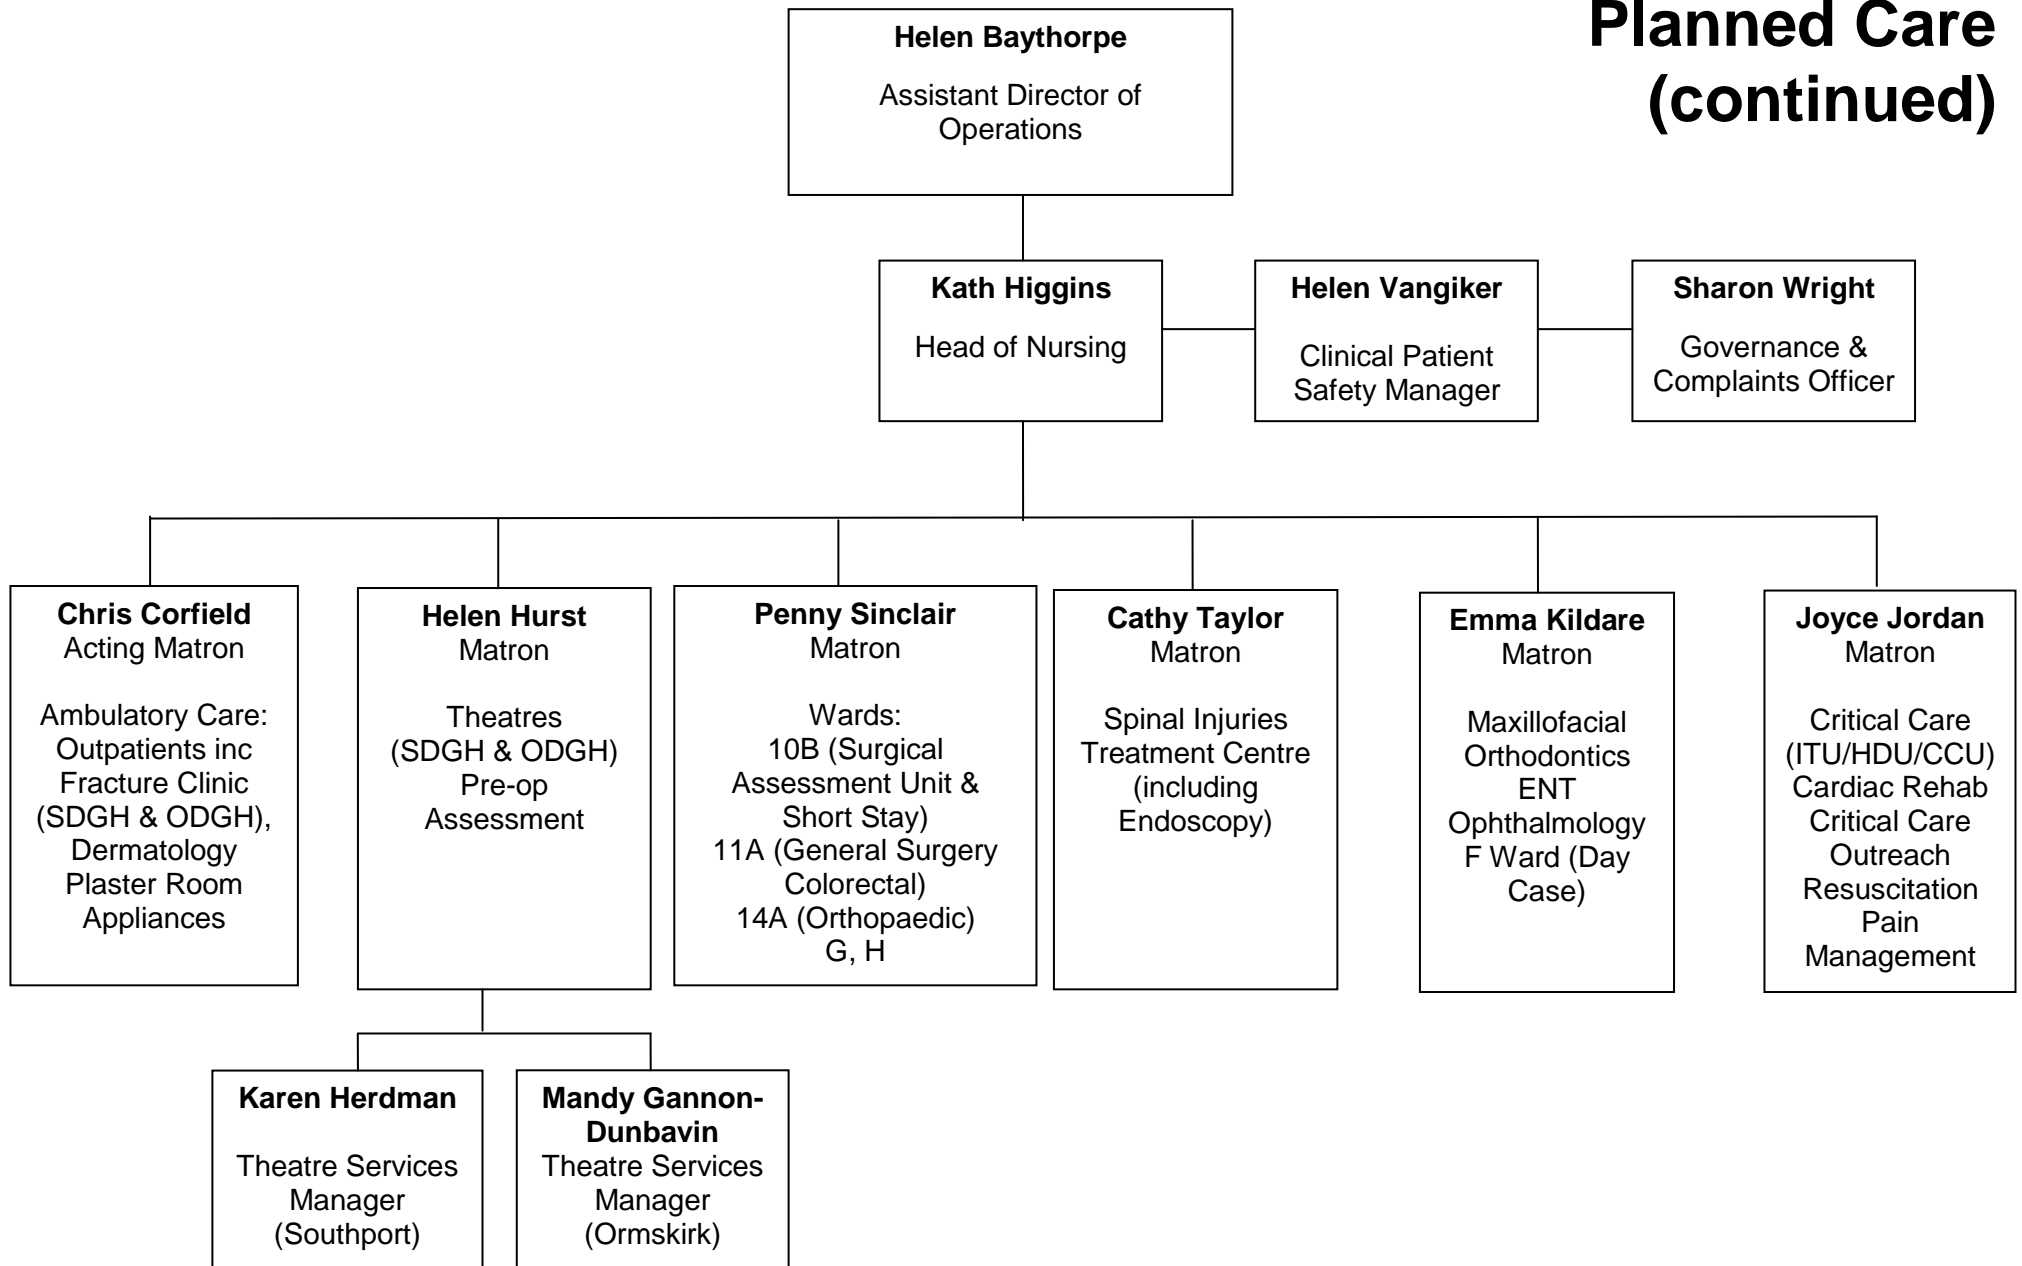 Planned Care
(continued)
Helen Baythorpe
Assistant Director of
Operations
Kath Higgins
Head of Nursing
Helen Vangiker
Clinical Patient
Safety Manager
Sharon Wright
Governance &
Complaints Officer
Chris Corfield
Acting Matron
Ambulatory Care:
Outpatients inc
Fracture Clinic
(SDGH & ODGH),
Dermatology
Plaster Room
Appliances
Helen Hurst
Matron
Theatres
(SDGH & ODGH)
Pre-op
Assessment
Penny Sinclair
Matron
Wards:
10B (Surgical
Assessment Unit &
Short Stay)
11A (General Surgery
Colorectal)
14A (Orthopaedic)
G, H
Cathy Taylor
Matron
Spinal Injuries
Treatment Centre
(including
Endoscopy)
Emma Kildare
Matron
Maxillofacial
Orthodontics
ENT
Ophthalmology
F Ward (Day
Case)
Joyce Jordan
Matron
Critical Care
(ITU/HDU/CCU)
Cardiac Rehab
Critical Care
Outreach
Resuscitation
Pain
Management
Karen Herdman
Theatre Services
Manager
(Southport)
Mandy Gannon-
Dunbavin
Theatre Services
Manager
(Ormskirk)